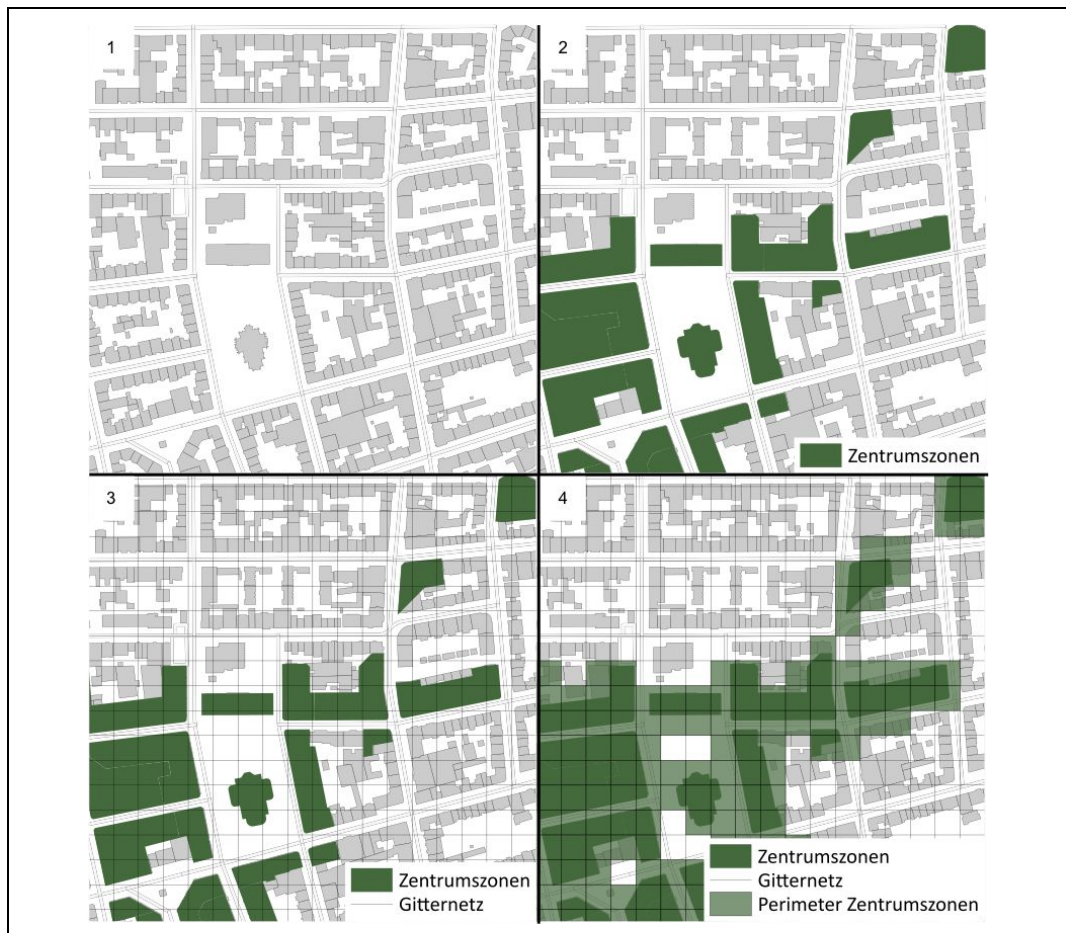 1
2
Zentrumszonen
3
Zentrumszonen
Gitternetz
4
Zentrumszonen
Gitternetz
Perimeter Zentrumszonen